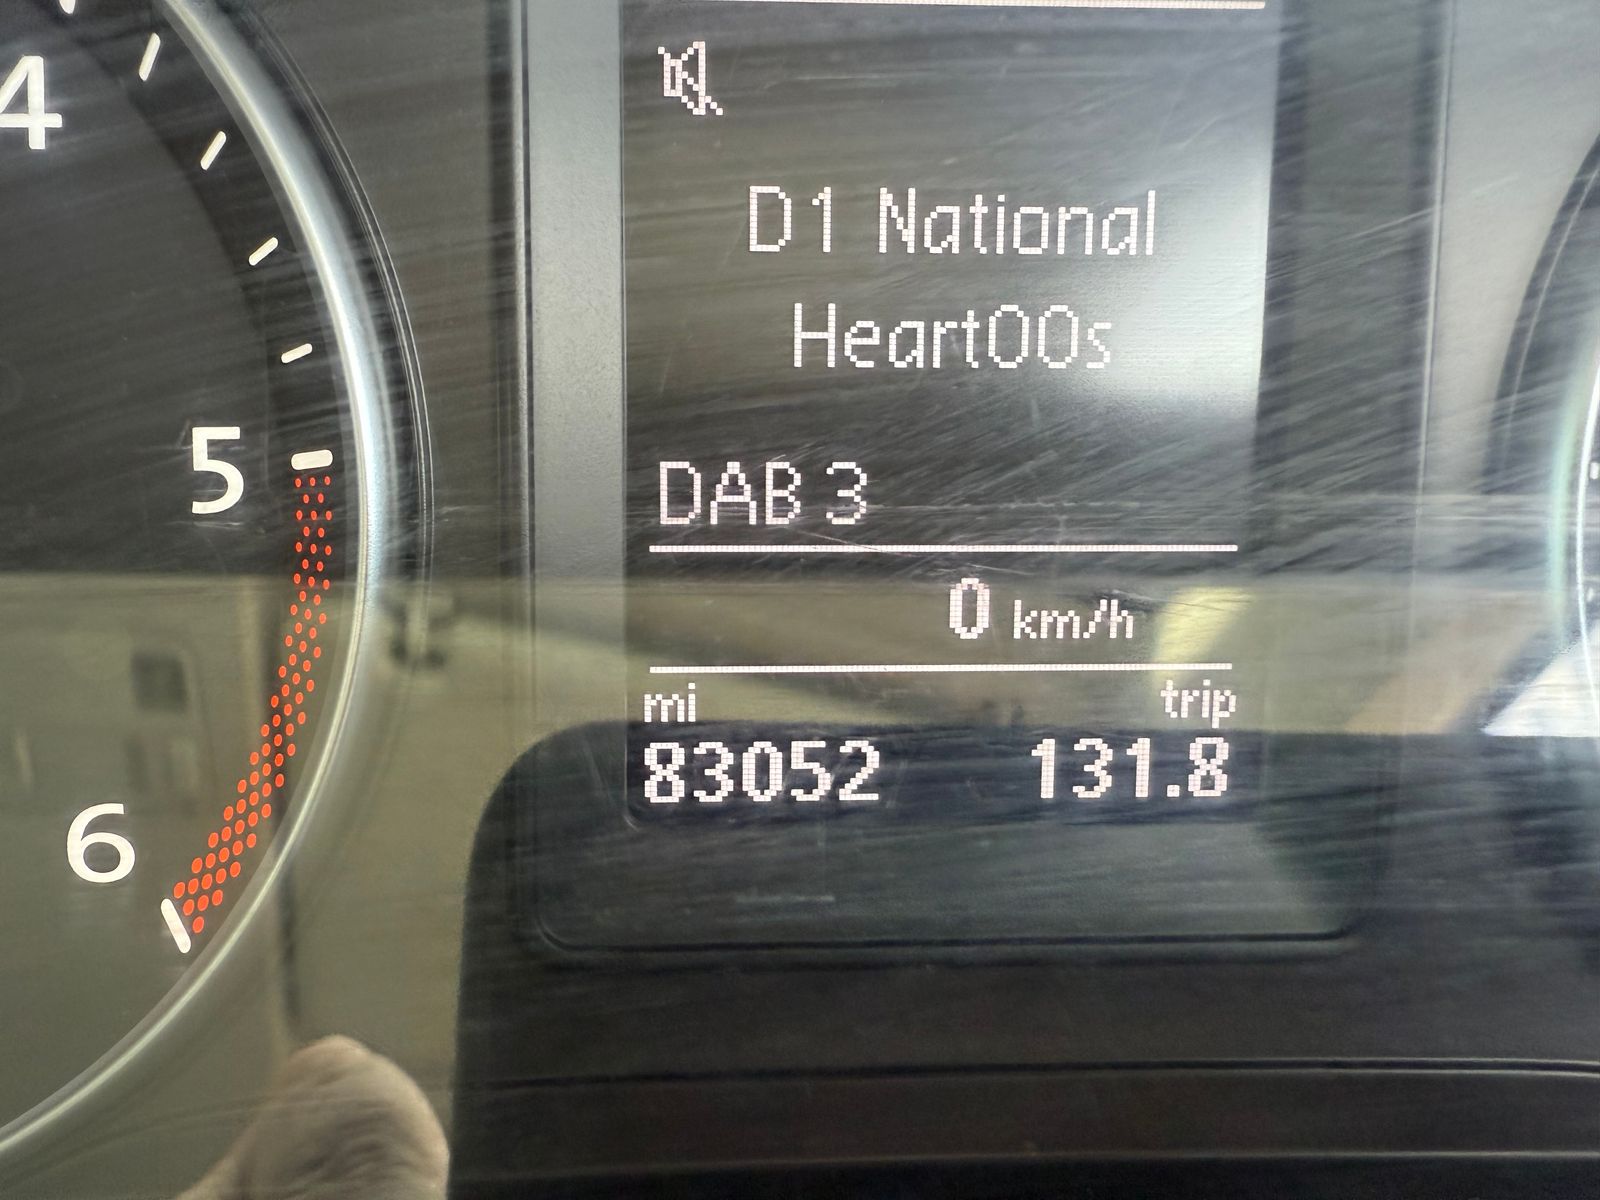 4
5
6
D1 National
Heart00s
DAB 3
0 km/h
mi trip
83052 131.8